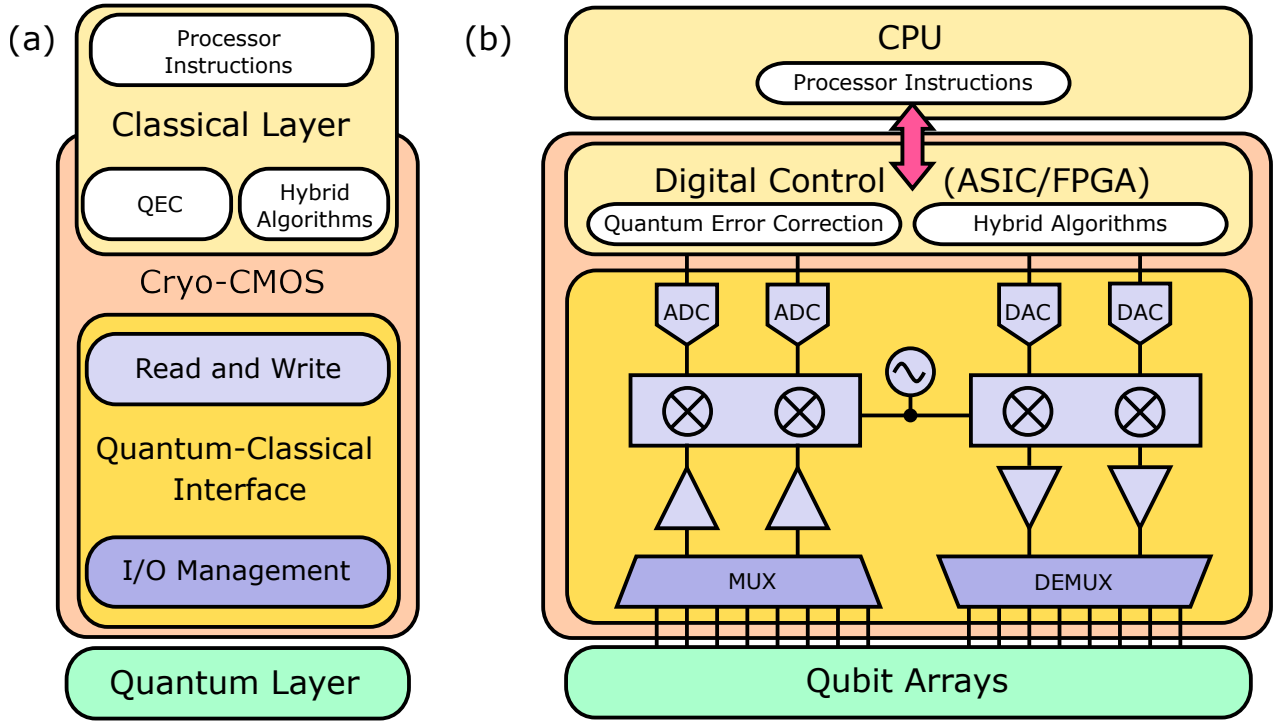 (a)
Processor
Instructions
Classical Layer
QEC
Hybrid
Algorithms
Cryo-CMOS
Read and Write
Quantum-Classical
Interface
I/O Management
Quantum Layer
(b)
CPU
Processor Instructions
Digital Control (ASIC/FPGA)
Quantum Error Correction
Hybrid Algorithms
ADC
ADC
DAC
DAC
MUX
DEMUX
Qubit Arrays